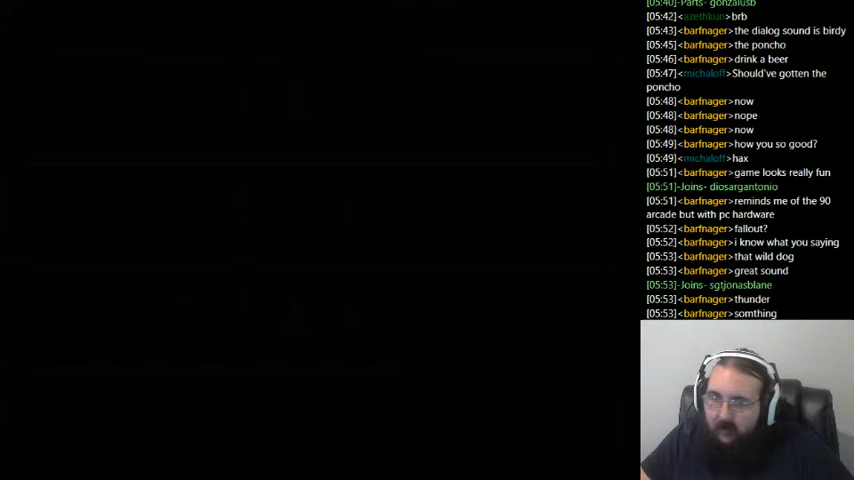 [05:40]-Parts- gonzalusb
[05:42]<azethkun>brb
[05:43]<barfnager>the dialog sound is birdy
[05:45]<barfnager>the poncho
[05:46]<barfnager>drink a beer
[05:47]<michaloff>Should've gotten the
poncho
[05:48]<barfnager>now
[05:48]<barfnager>nope
[05:48]<barfnager>now
[05:49]<barfnager>how you so good?
[05:49]<michaloff>hax
[05:51]<barfnager>game looks really fun
[05:51]-Joins- diosargantonio
[05:51]<barfnager>reminds me of the 90
arcade but with pc hardware
[05:52]<barfnager>fallout?
[05:52]<barfnager>i know what you saying
[05:53]<barfnager>that wild dog
[05:53]<barfnager>great sound
[05:53]-Joins- sgtjonasblane
[05:53]<barfnager>thunder
[05:53]<barfnager>somthing